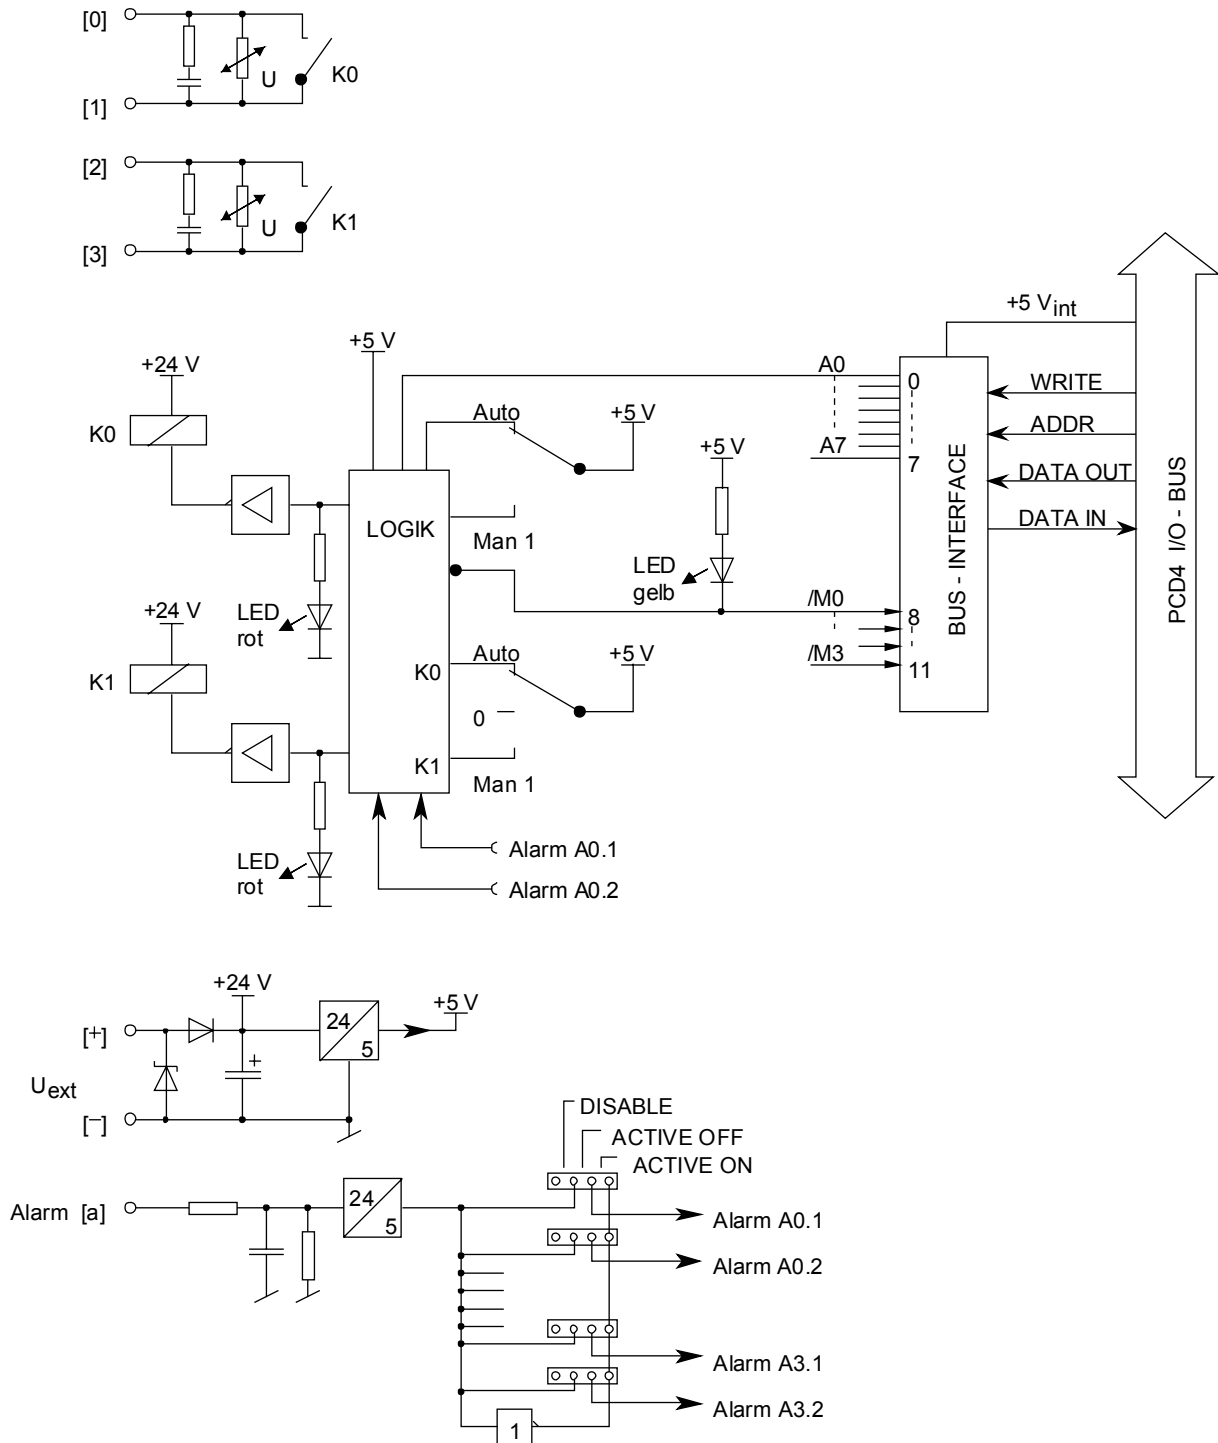 [0]
U
K0
[1]
[2]
U
K1
[3]
+5 Vint
+5 V
+24 V
A0
0
WRITE
Auto
+5 V
K0
ADDR
+5 V
A7
7
DATA OUT
LOGIK
DATA IN
Man 1
LED
gelb
BUS - INTERFACE
PCD4 I/O - BUS
+24 V
LED
rot
/M0
8
Auto
+5 V
/M3
11
K1
K0
0
K1
Man 1
LED
rot
Alarm A0.1
Alarm A0.2
+24 V
+5 V
[+]
24
5
+
Uext
[–]
DISABLE
ACTIVE OFF
ACTIVE ON
Alarm [a]
24
5
Alarm A0.1
Alarm A0.2
Alarm A3.1
Alarm A3.2
1